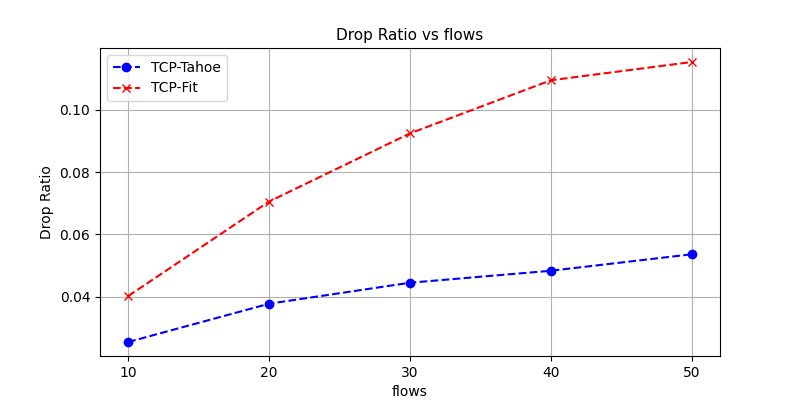 Drop Ratio vs flows
TCP-Tahoe
TCP-Fit
Drop Ratio
0.10
0.08
0.06
0.04
10 20 30 40 50
flows